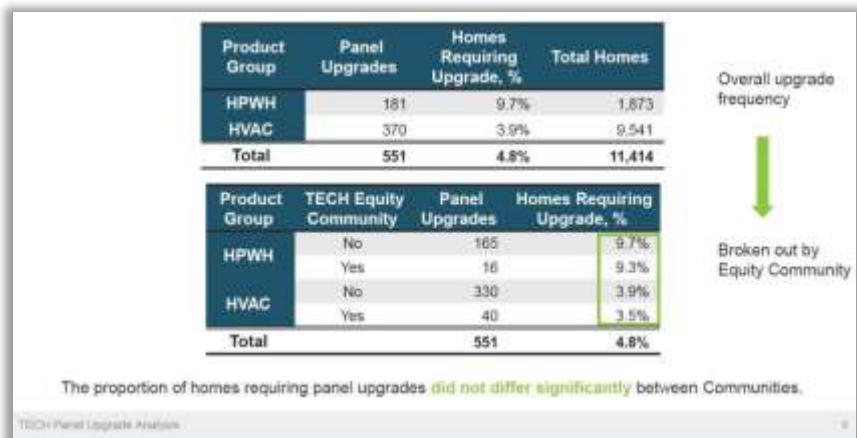 Product Group Panel Upgrades Homes Requiring Upgrade, % Total Homes
HPWH 181 9.7% 1,873
HVAC 370 3.9% 9,541
Total 551 4.8% 11,414
Overall upgrade
frequency
Product Group TECH Equity Community Panel Upgrades Homes Requiring Upgrade, %
HPWH No 165 9.7%
Yes 16 9.3%
HVAC No 330 3.9%
Yes 40 3.5%
Total 551 4.8%
Broken out by
Equity Community
The proportion of homes requiring panel upgrades did not differ significantly between Communities.
TECH Panel Upgrade Analysis